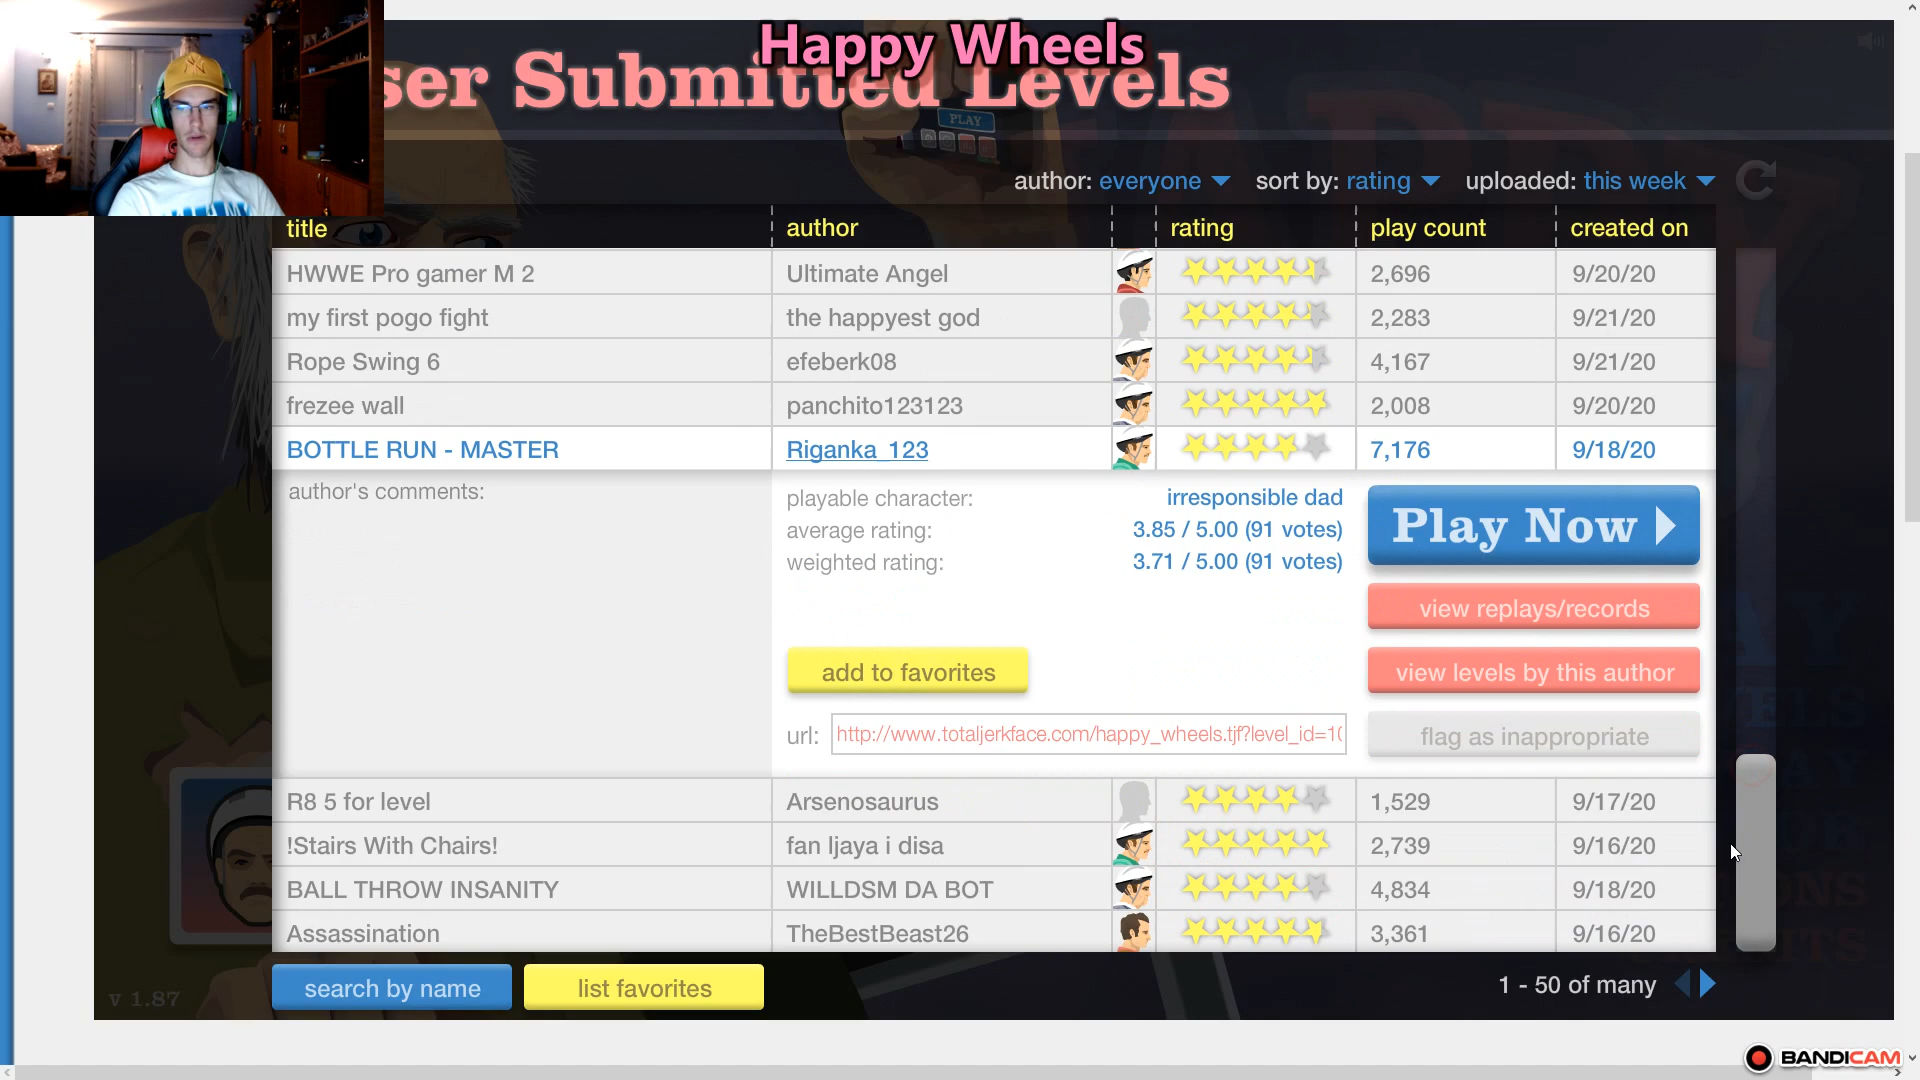 Happy Wheels
ser Submitted Levels
PLAY
author: everyone sort by: rating uploaded: this week
title author rating play count created on
HWWE Pro gamer M 2 Ultimate Angel 2,696 9/20/20
my first pogo fight the happyest god 2,283 9/21/20
Rope Swing 6 efeberk08 4,167 9/21/20
frezee wall panchito123123 2,008 9/20/20
BOTTLE RUN - MASTER Riganka_123 7,176 9/18/20
author's comments:
playable character: irresponsible dad
average rating: 3.85 / 5.00 (91 votes)
weighted rating: 3.71 / 5.00 (91 votes)
Play Now
view replays/records
add to favorites
view levels by this author
url: http://www.totaljerkface.com/happy_wheels.tjf?level_id=10
flag as inappropriate
R8 5 for level Arsenosaurus 1,529 9/17/20
!Stairs With Chairs! fan ljaya i disa 2,739 9/16/20
BALL THROW INSANITY WILLDSM DA BOT 4,834 9/18/20
Assassination TheBestBeast26 3,361 9/16/20
v 1.87
search by name list favorites 1 - 50 of many
BANDICAM